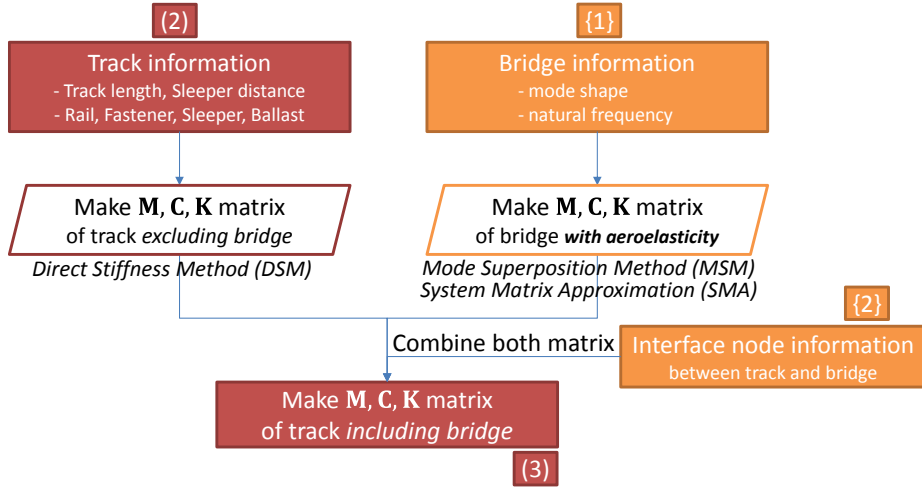 (2)
Track information
- Track length, Sleeper distance
- Rail, Fastener, Sleeper, Ballast
{1}
Bridge information
- mode shape
- natural frequency
Make M, C, K matrix
of track excluding bridge
Direct Stiffness Method (DSM)
Make M, C, K matrix
of bridge with aeroelasticity
Mode Superposition Method (MSM)
System Matrix Approximation (SMA)
{2}
Combine both matrix
Interface node information
between track and bridge
Make M, C, K matrix
of track including bridge
(3)